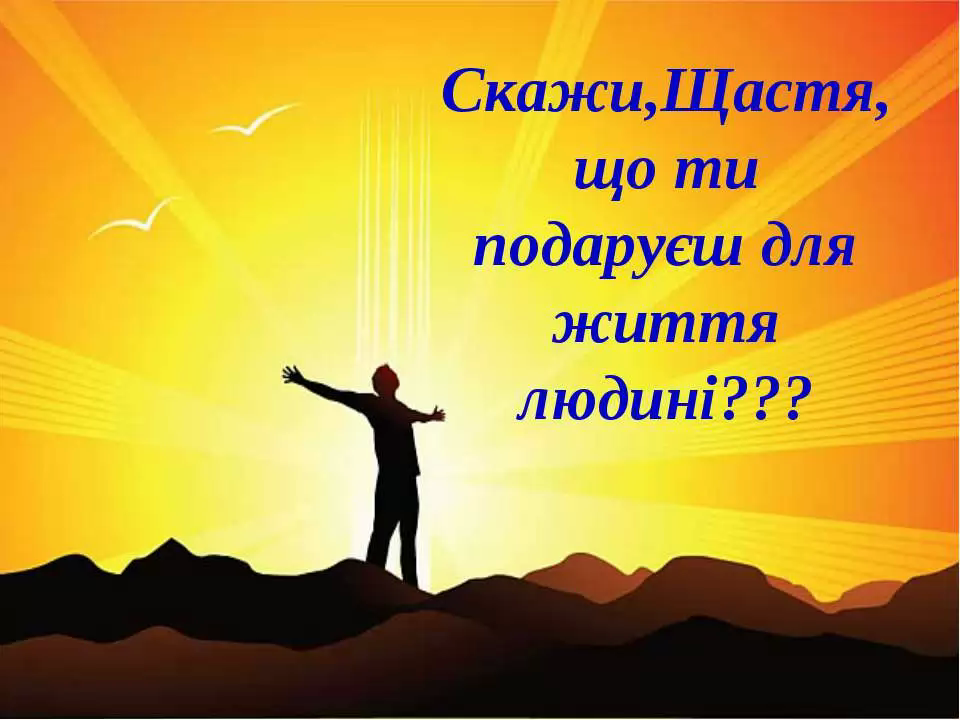 Скажи,Щастя,
що ти
подаруєш для
життя
людині???